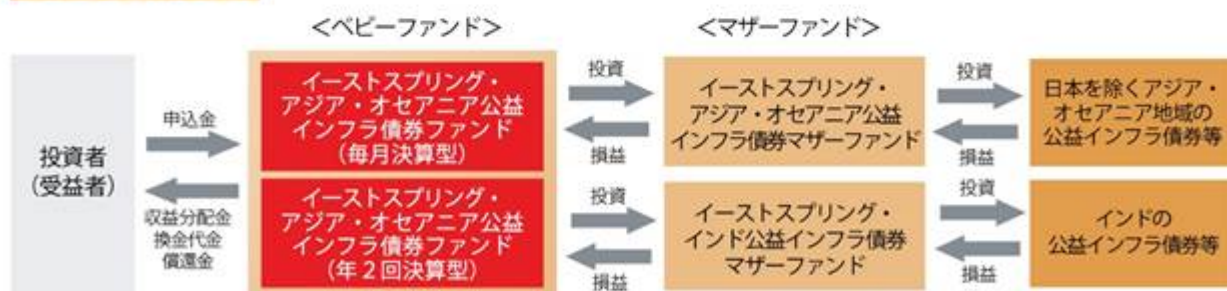 ＜ベビーファンド＞
＜マザーファンド＞
投資者
（受益者）
申込金
収益分配金
換金代金
償還金
イーストスプリング・
アジア・オセアニア公益
インフラ債券ファンド
（毎月決算型）
イーストスプリング・
アジア・オセアニア公益
インフラ債券ファンド
（年２回決算型）
投資
損益
投資
損益
イーストスプリング・
アジア・オセアニア公益
インフラ債券マザーファンド
イーストスプリング・
インド公益インフラ債券
マザーファンド
投資
損益
投資
損益
日本を除くアジア・
オセアニア地域の
公益インフラ債券等
インドの
公益インフラ債券等